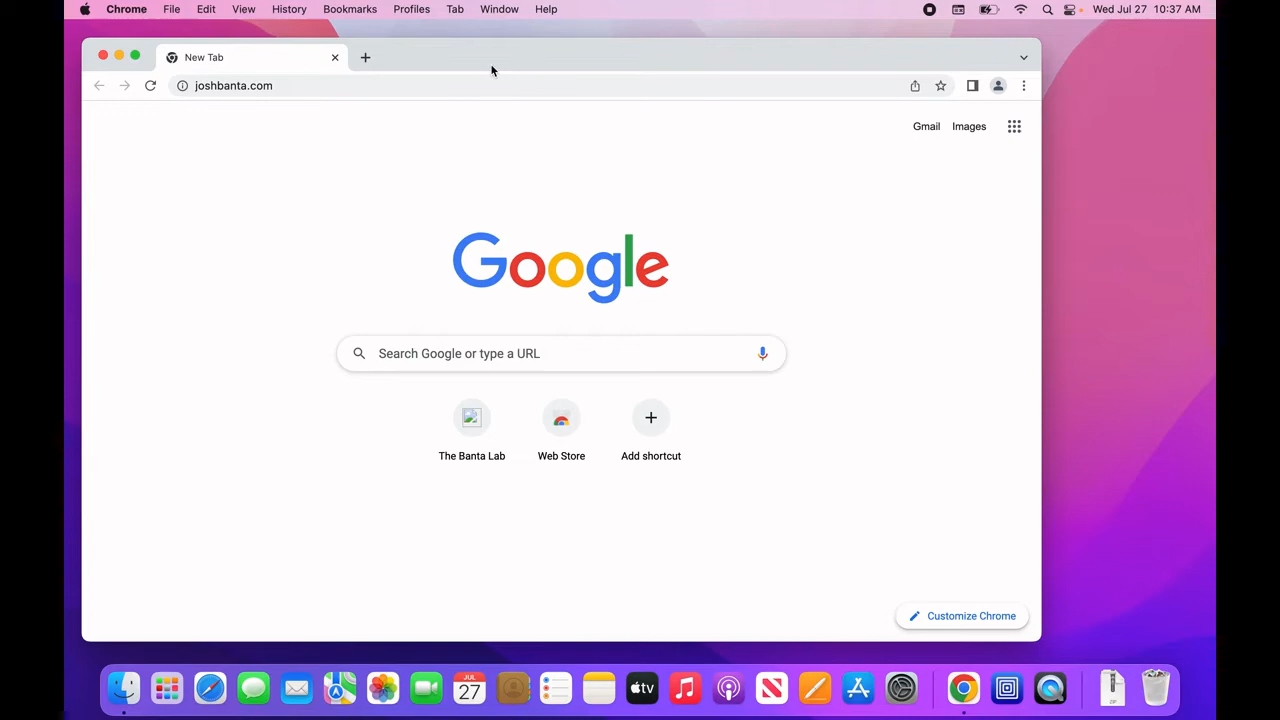 Chrome File Edit View History Bookmarks Profiles Tab Window Help Wed Jul 27 10:37 AM
New Tab
joshbanta.com
Gmail Images
Google
Search Google or type a URL
The Banta Lab Web Store Add shortcut
Customize Chrome
JUL
27
tv
ZIP